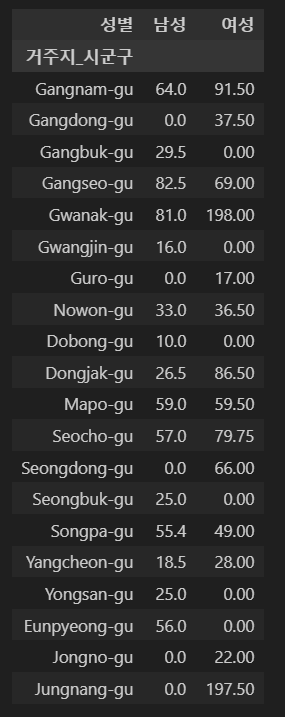 성별 남성 여성
거주지_시군구
Gangnam-gu 64.0 91.50
Gangdong-gu 0.0 37.50
Gangbuk-gu 29.5 0.00
Gangseo-gu 82.5 69.00
Gwanak-gu 81.0 198.00
Gwangjin-gu 16.0 0.00
Guro-gu 0.0 17.00
Nowon-gu 33.0 36.50
Dobong-gu 10.0 0.00
Dongjak-gu 26.5 86.50
Mapo-gu 59.0 59.50
Seocho-gu 57.0 79.75
Seongdong-gu 0.0 66.00
Seongbuk-gu 25.0 0.00
Songpa-gu 55.4 49.00
Yangcheon-gu 18.5 28.00
Yongsan-gu 25.0 0.00
Eunpyeong-gu 56.0 0.00
Jongno-gu 0.0 22.00
Jungnang-gu 0.0 197.50